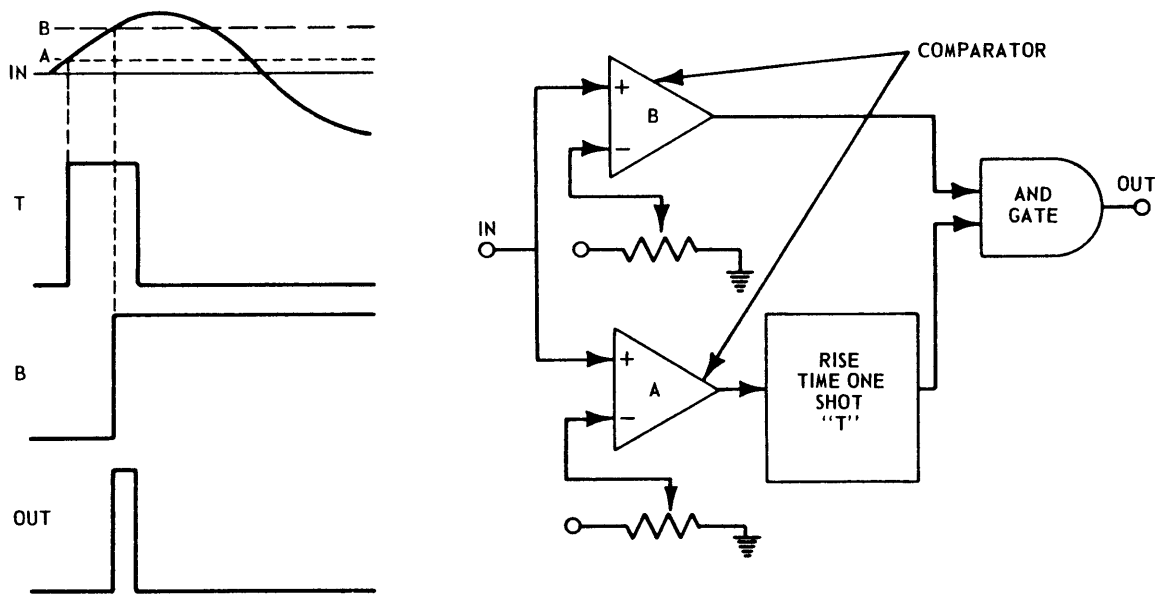 B
A
IN
T
B
OUT
COMPARATOR
+
B
−
IN
AND
GATE
OUT
+
A
−
RISE
TIME ONE
SHOT
"T"